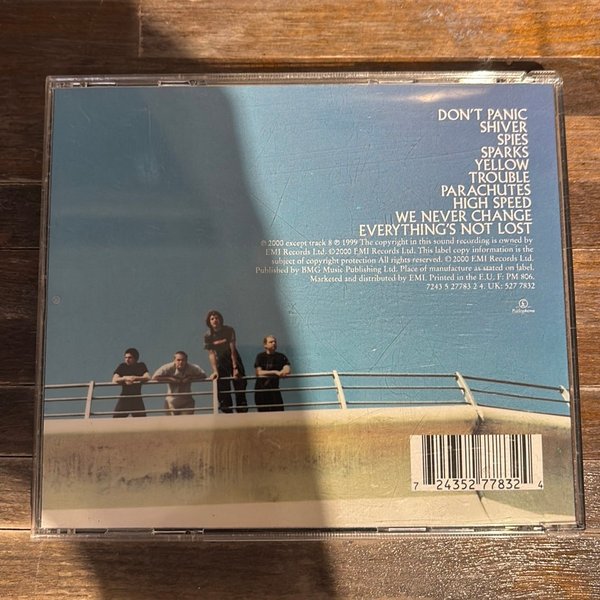 DON'T PANIC
SHIVER
SPIES
SPARKS
YELLOW
TROUBLE
PARACHUTES
HIGH SPEED
WE NEVER CHANGE
EVERYTHING'S NOT LOST
℗ 2000 except track 8 ℗ 1999 The copyright in this sound recording is owned by
EMI Records Ltd. ©2000 EMI Records Ltd. This label copy information is the
subject of copyright protection All rights reserved. © 2000 EMI Records Ltd.
Published by BMG Music Publishing Ltd. Place of manufacture as stated on label.
Marketed and distributed by EMI. Printed in the E.U. F: PM 806.
7243 5 27783 2 4. UK: 527 7832
Parlophone
7 24352 77832 4